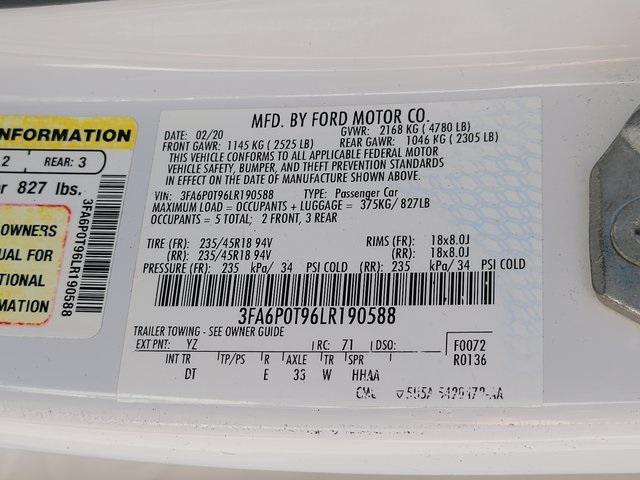 NFORMATION
2 REAR: 3
or 827 lbs.
OWNERS
UAL FOR
TIONAL
MATION
3FA6P0T96LR190588
MFD. BY FORD MOTOR CO.
DATE: 02/20 GVWR: 2168 KG ( 4780 LB)
FRONT GAWR: 1145 KG ( 2525 LB) REAR GAWR: 1046 KG ( 2305 LB)
THIS VEHICLE CONFORMS TO ALL APPLICABLE FEDERAL MOTOR
VEHICLE SAFETY, BUMPER, AND THEFT PREVENTION STANDARDS
IN EFFECT ON THE DATE OF MANUFACTURE SHOWN ABOVE.
VIN: 3FA6P0T96LR190588 TYPE: Passenger Car
MAXIMUM LOAD = OCCUPANTS + LUGGAGE = 375KG/827LB
OCCUPANTS = 5 TOTAL; 2 FRONT, 3 REAR
TIRE (FR): 235/45R18 94V RIMS (FR): 18x8.0J
(RR): 235/45R18 94V (RR): 18x8.0J
PRESSURE (FR): 235 kPa/ 34 PSI COLD (RR): 235 kPa/ 34 PSI COLD
3FA6P0T96LR190588
TRAILER TOWING - SEE OWNER GUIDE
EXT PNT: YZ RC: 71 DSO: F0072
INT TR TP/PS R AXLE TR SPR R0136
DT E 33 W HHAA